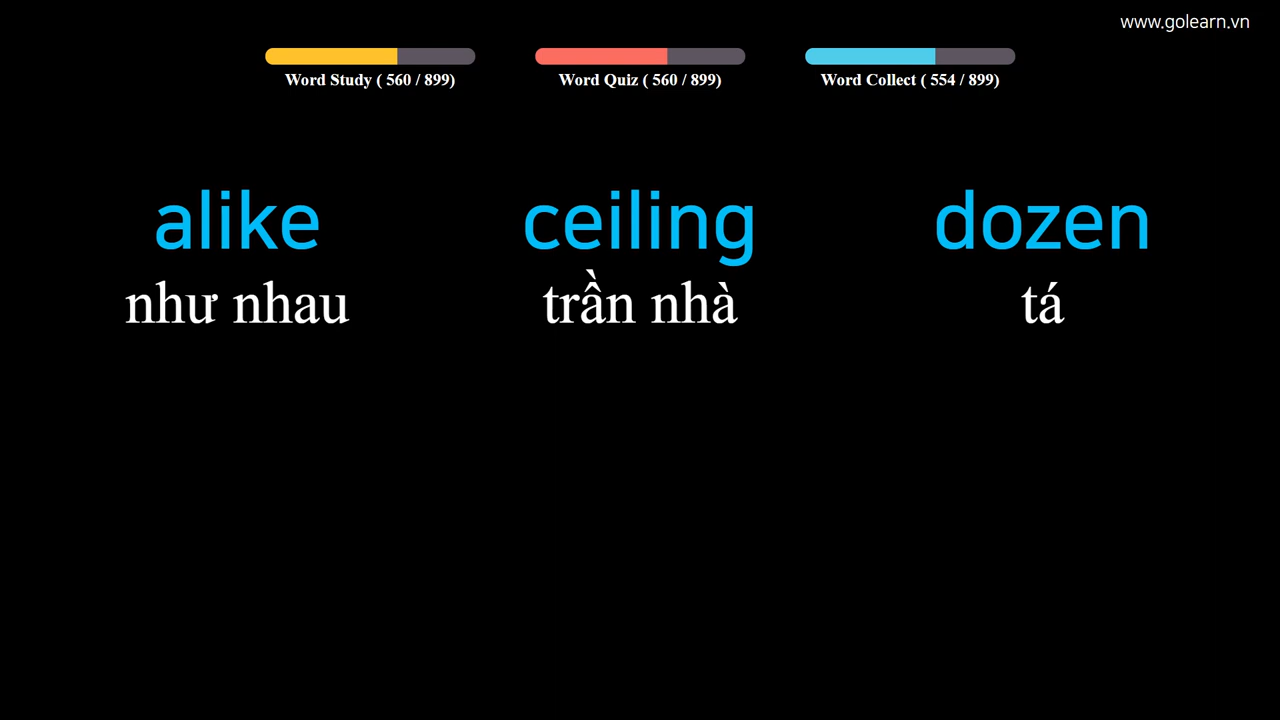 www.golearn.vn
Word Study ( 560 / 899) Word Quiz ( 560 / 899) Word Collect ( 554 / 899)
alike ceiling dozen
như nhau trần nhà tá